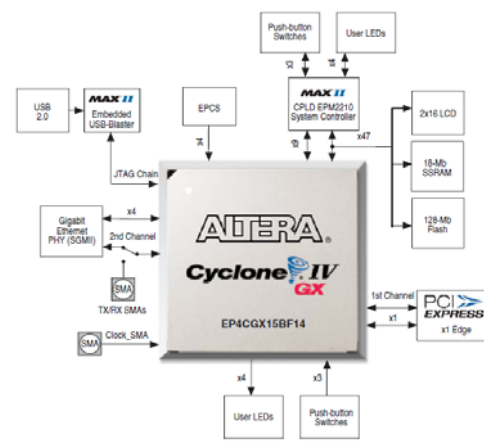 Push-button
Switches
User LEDs
x3
x4
USB
2.0
MAX II
Embedded
USB-Blaster
EPCS
MAX II
CPLD EPM2210
System Controller
x4
x9
x47
2x16 LCD
JTAG Chain
18-Mb
SSRAM
Gigabit
Ethernet
PHY (SGMII)
x4
2nd Channel
128-Mb
Flash
ALTERA®
Cyclone IV
GX
SMA
TX/RX SMAs
EP4CGX15BF14
1st Channel
x1
PCI
EXPRESS
x1 Edge
SMA
Clock_SMA
x4
x3
User LEDs
Push-button
Switches